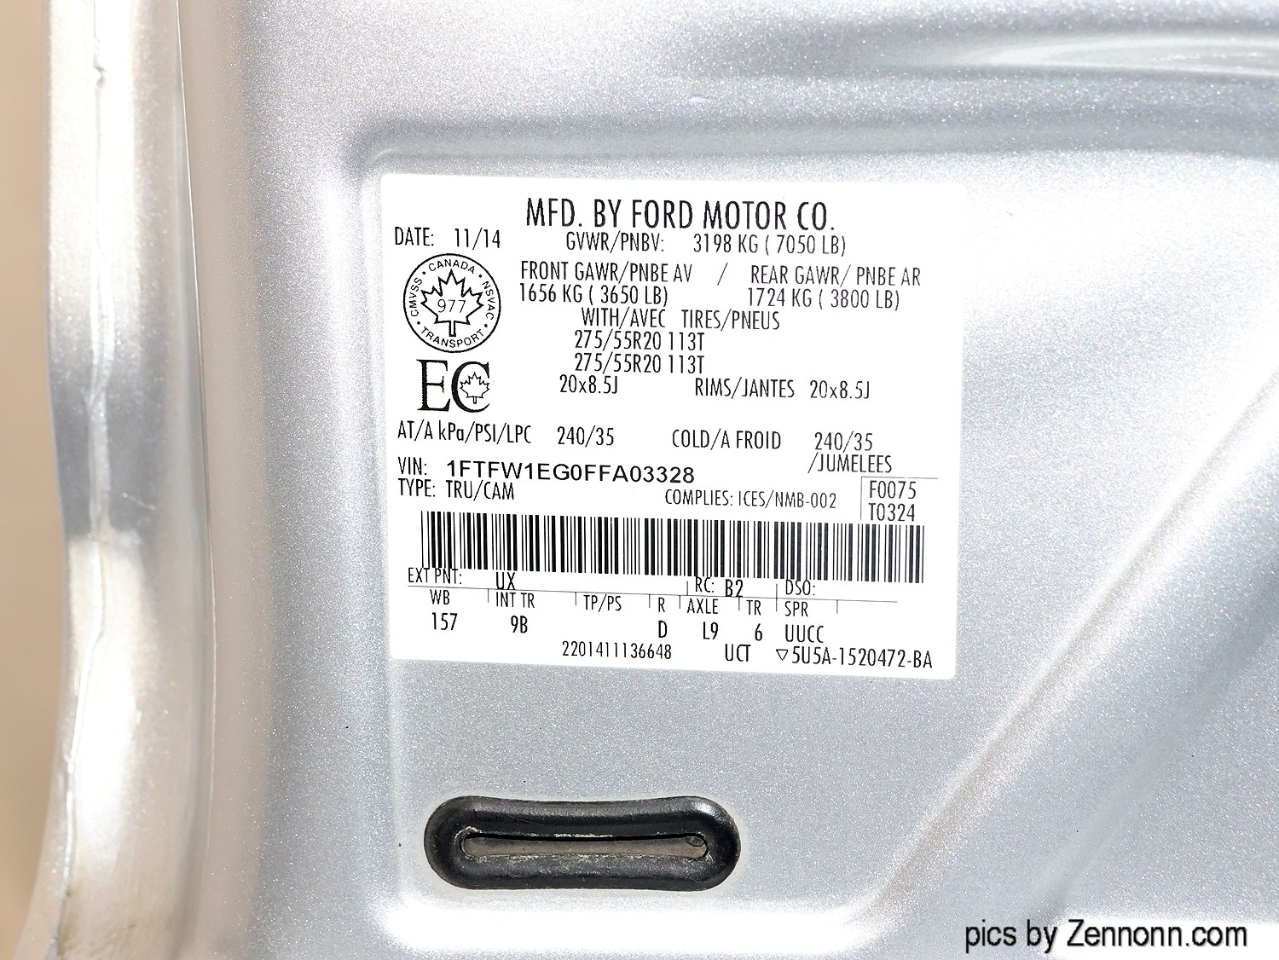 MFD. BY FORD MOTOR CO.
DATE: 11/14
GVWR/PNBV: 3198 KG ( 7050 LB)
FRONT GAWR/PNBE AV / REAR GAWR/ PNBE AR
1656 KG ( 3650 LB) 1724 KG ( 3800 LB)
WITH/AVEC TIRES/PNEUS
275/55R20 113T
275/55R20 113T
20x8.5J RIMS/JANTES 20x8.5J
CANADA
CMVSS · NSVAC
977
TRANSPORT
EC
AT/A kPa/PSI/LPC 240/35 COLD/A FROID 240/35
/JUMELEES
VIN: 1FTFW1EG0FFA03328
TYPE: TRU/CAM COMPLIES: ICES/NMB-002
F0075
T0324
EXT PNT: UX RC: B2 DSO:
WB INT TR TP/PS R AXLE TR SPR
157 9B D L9 6 UUCC
2201411136648 UCT ▽5U5A-1520472-BA
pics by Zennonn.com